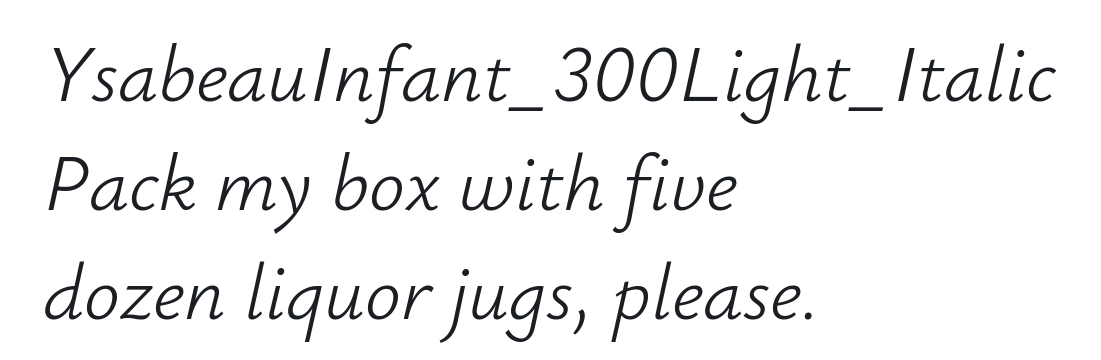 YsabeauInfant_300Light_Italic
Pack my box with five
dozen liquor jugs, please.